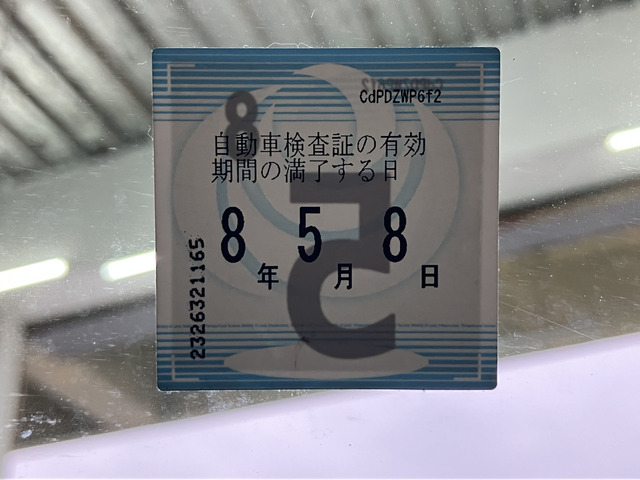 CdPDZWP6f2
自動車検査証の有効
期間の満了する日
8年 5月 8日
2326321165